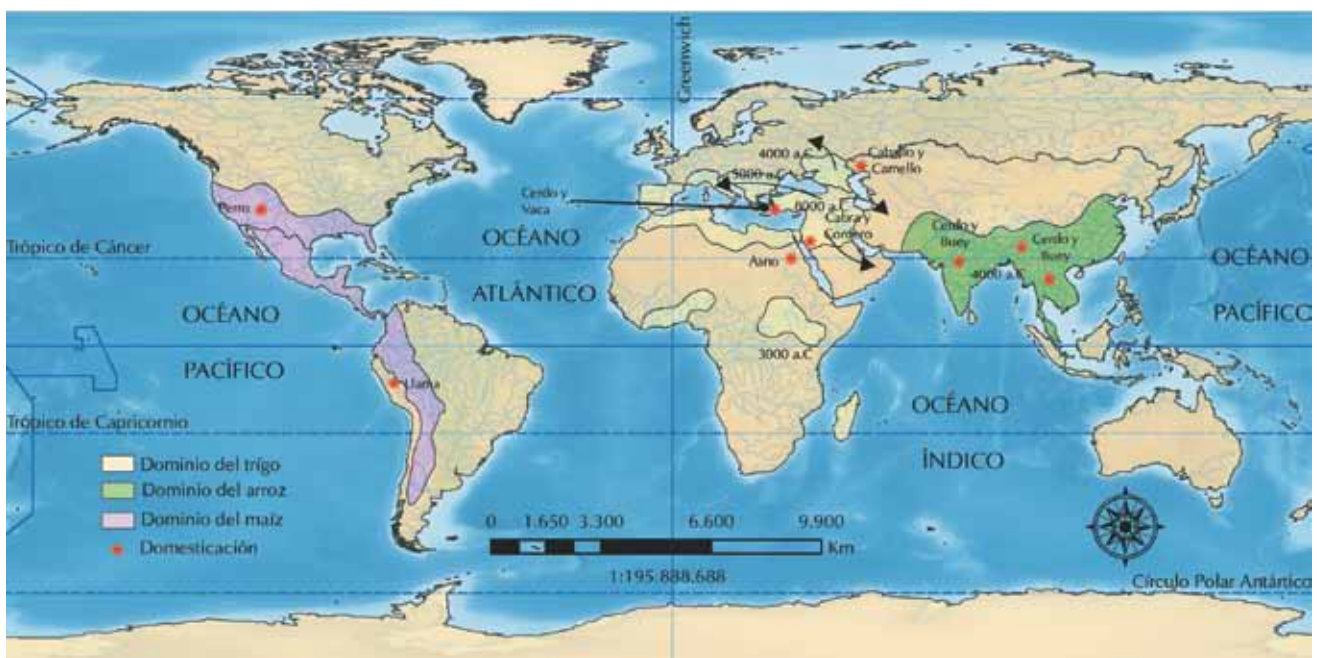 Greenwich
4000 a.C
Caballo y
Camello
5000 a.C
Cerdo y
Vaca
8000 a.C
Perro
Cabra y
Cordero
OCÉANO
ATLÁNTICO
Asno
Cerdo y
Buey
Cerdo y
Buey
4000 a.C
Trópico de Câncer
OCÉANO
PACÍFICO
OCÉANO
PACÍFICO
3000 a.C
Llama
OCÉANO
ÍNDICO
Trópico de Capricornio
Dominio del trígo
Dominio del arroz
Dominio del maíz
Domesticación
0 1.650 3.300 6.600 9.900
Km
1:195.888.688
Círculo Polar Antártico